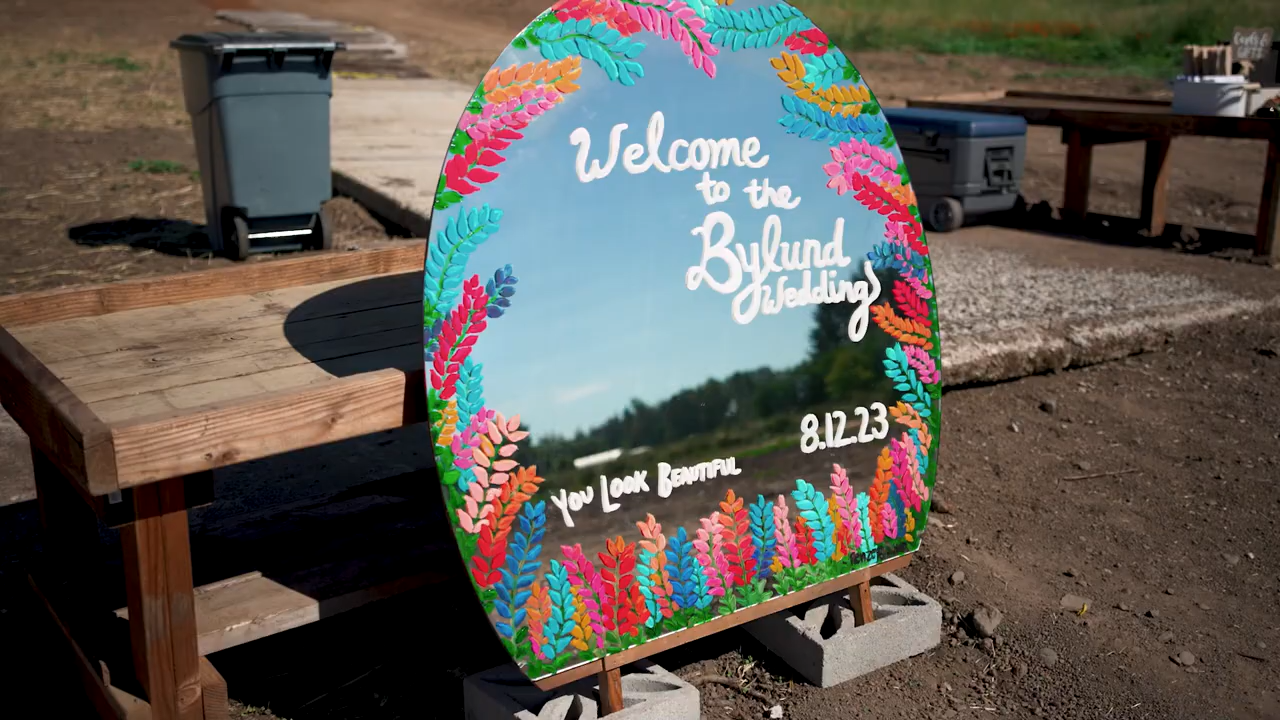 Welcome
to the
Bylund
Wedding
8.12.23
You Look Beautiful